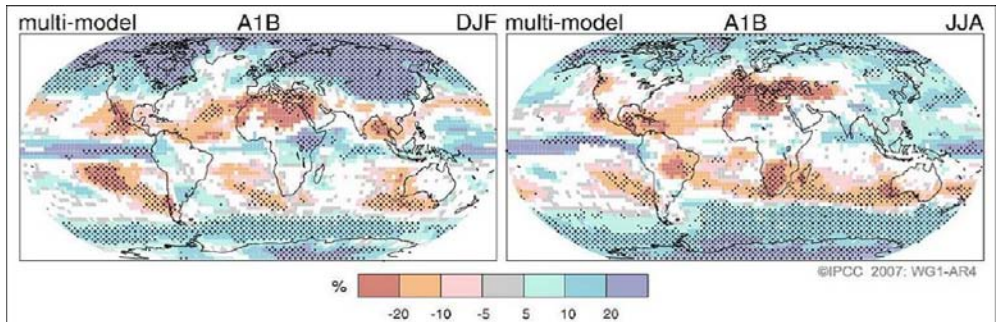 multi-model A1B DJF
multi-model A1B JJA
©IPCC 2007: WG1-AR4
%
-20 -10 -5 5 10 20